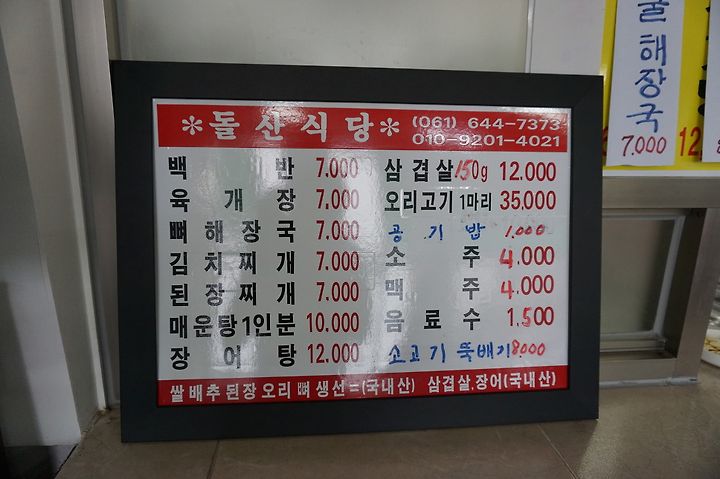 *돌산식당* (061) 644-7373
010-9201-4021
백반 7.000
육개장 7.000
뼈해장국 7.000
김치찌개 7.000
된장찌개 7.000
매운탕1인분 10.000
장어탕 12.000
삼겹살 150g 12.000
오리고기 1마리 35.000
공기밥 1.000
소주 4.000
맥주 4.000
음료수 1.500
소고기 뚝배기 8000
쌀배추된장오리뼈생선=(국내산) 삼겹살.장어(국내산)
굴해장국
7.000
12